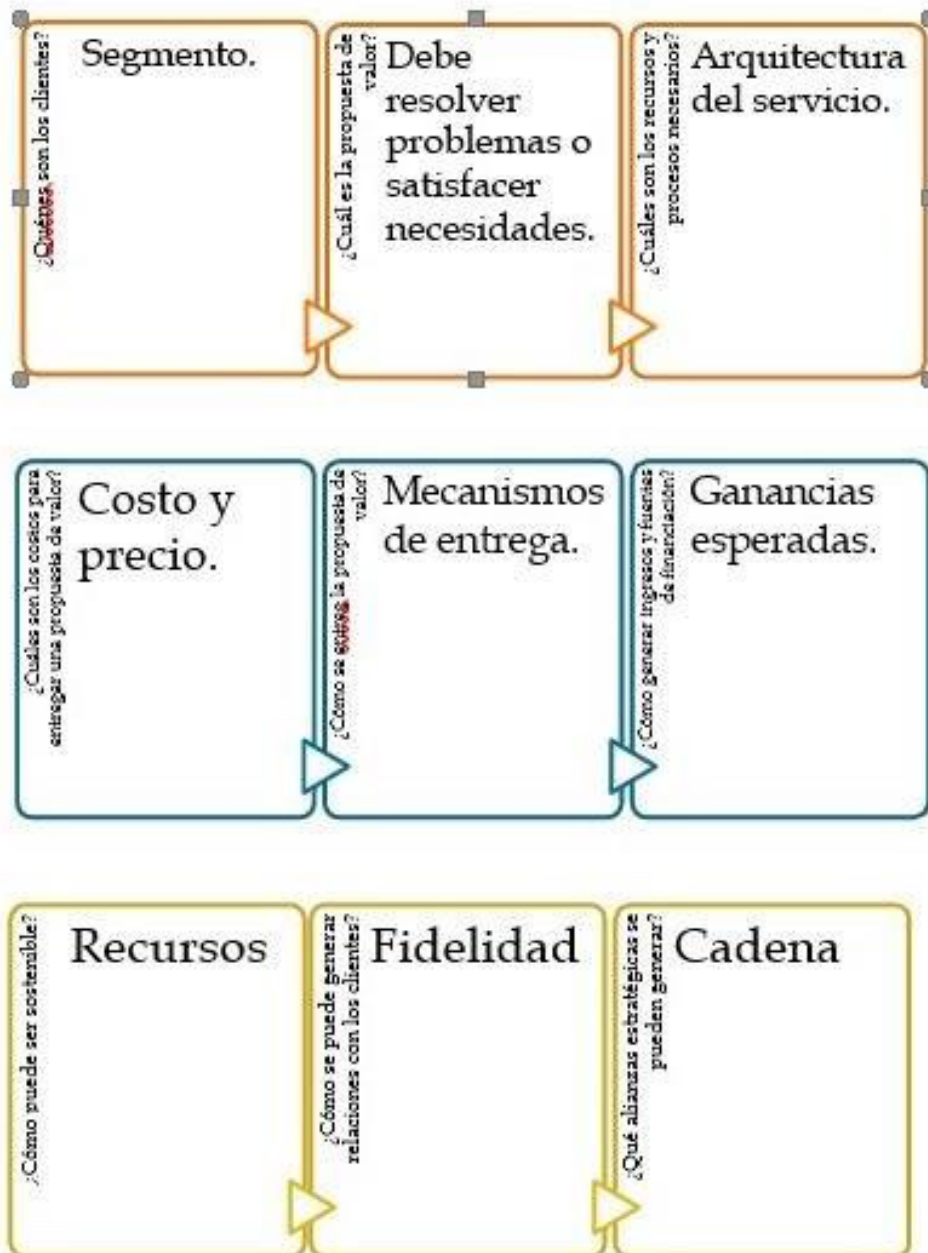 ¿Quénes son los clientes?
Segmento.
¿Cuál es la propuesta de
valor?
Debe
resolver
problemas o
satisfacer
necesidades.
¿Cuáles son los recursos y
procesos necesarios?
Arquitectura
del servicio.
¿Cuáles son los costos para
entregar una propuesta de valor?
Costo y
precio.
¿Cómo se entreg la propuesta de
valor?
Mecanismos
de entrega.
¿Cómo generar ingresos y fuentes
de financiación?
Ganancias
esperadas.
¿Cómo puede ser sostenible?
Recursos
¿Cómo se puede generar
relaciones con los clientes?
Fidelidad
¿Qué alianzas estratégicas se
pueden generar?
Cadena